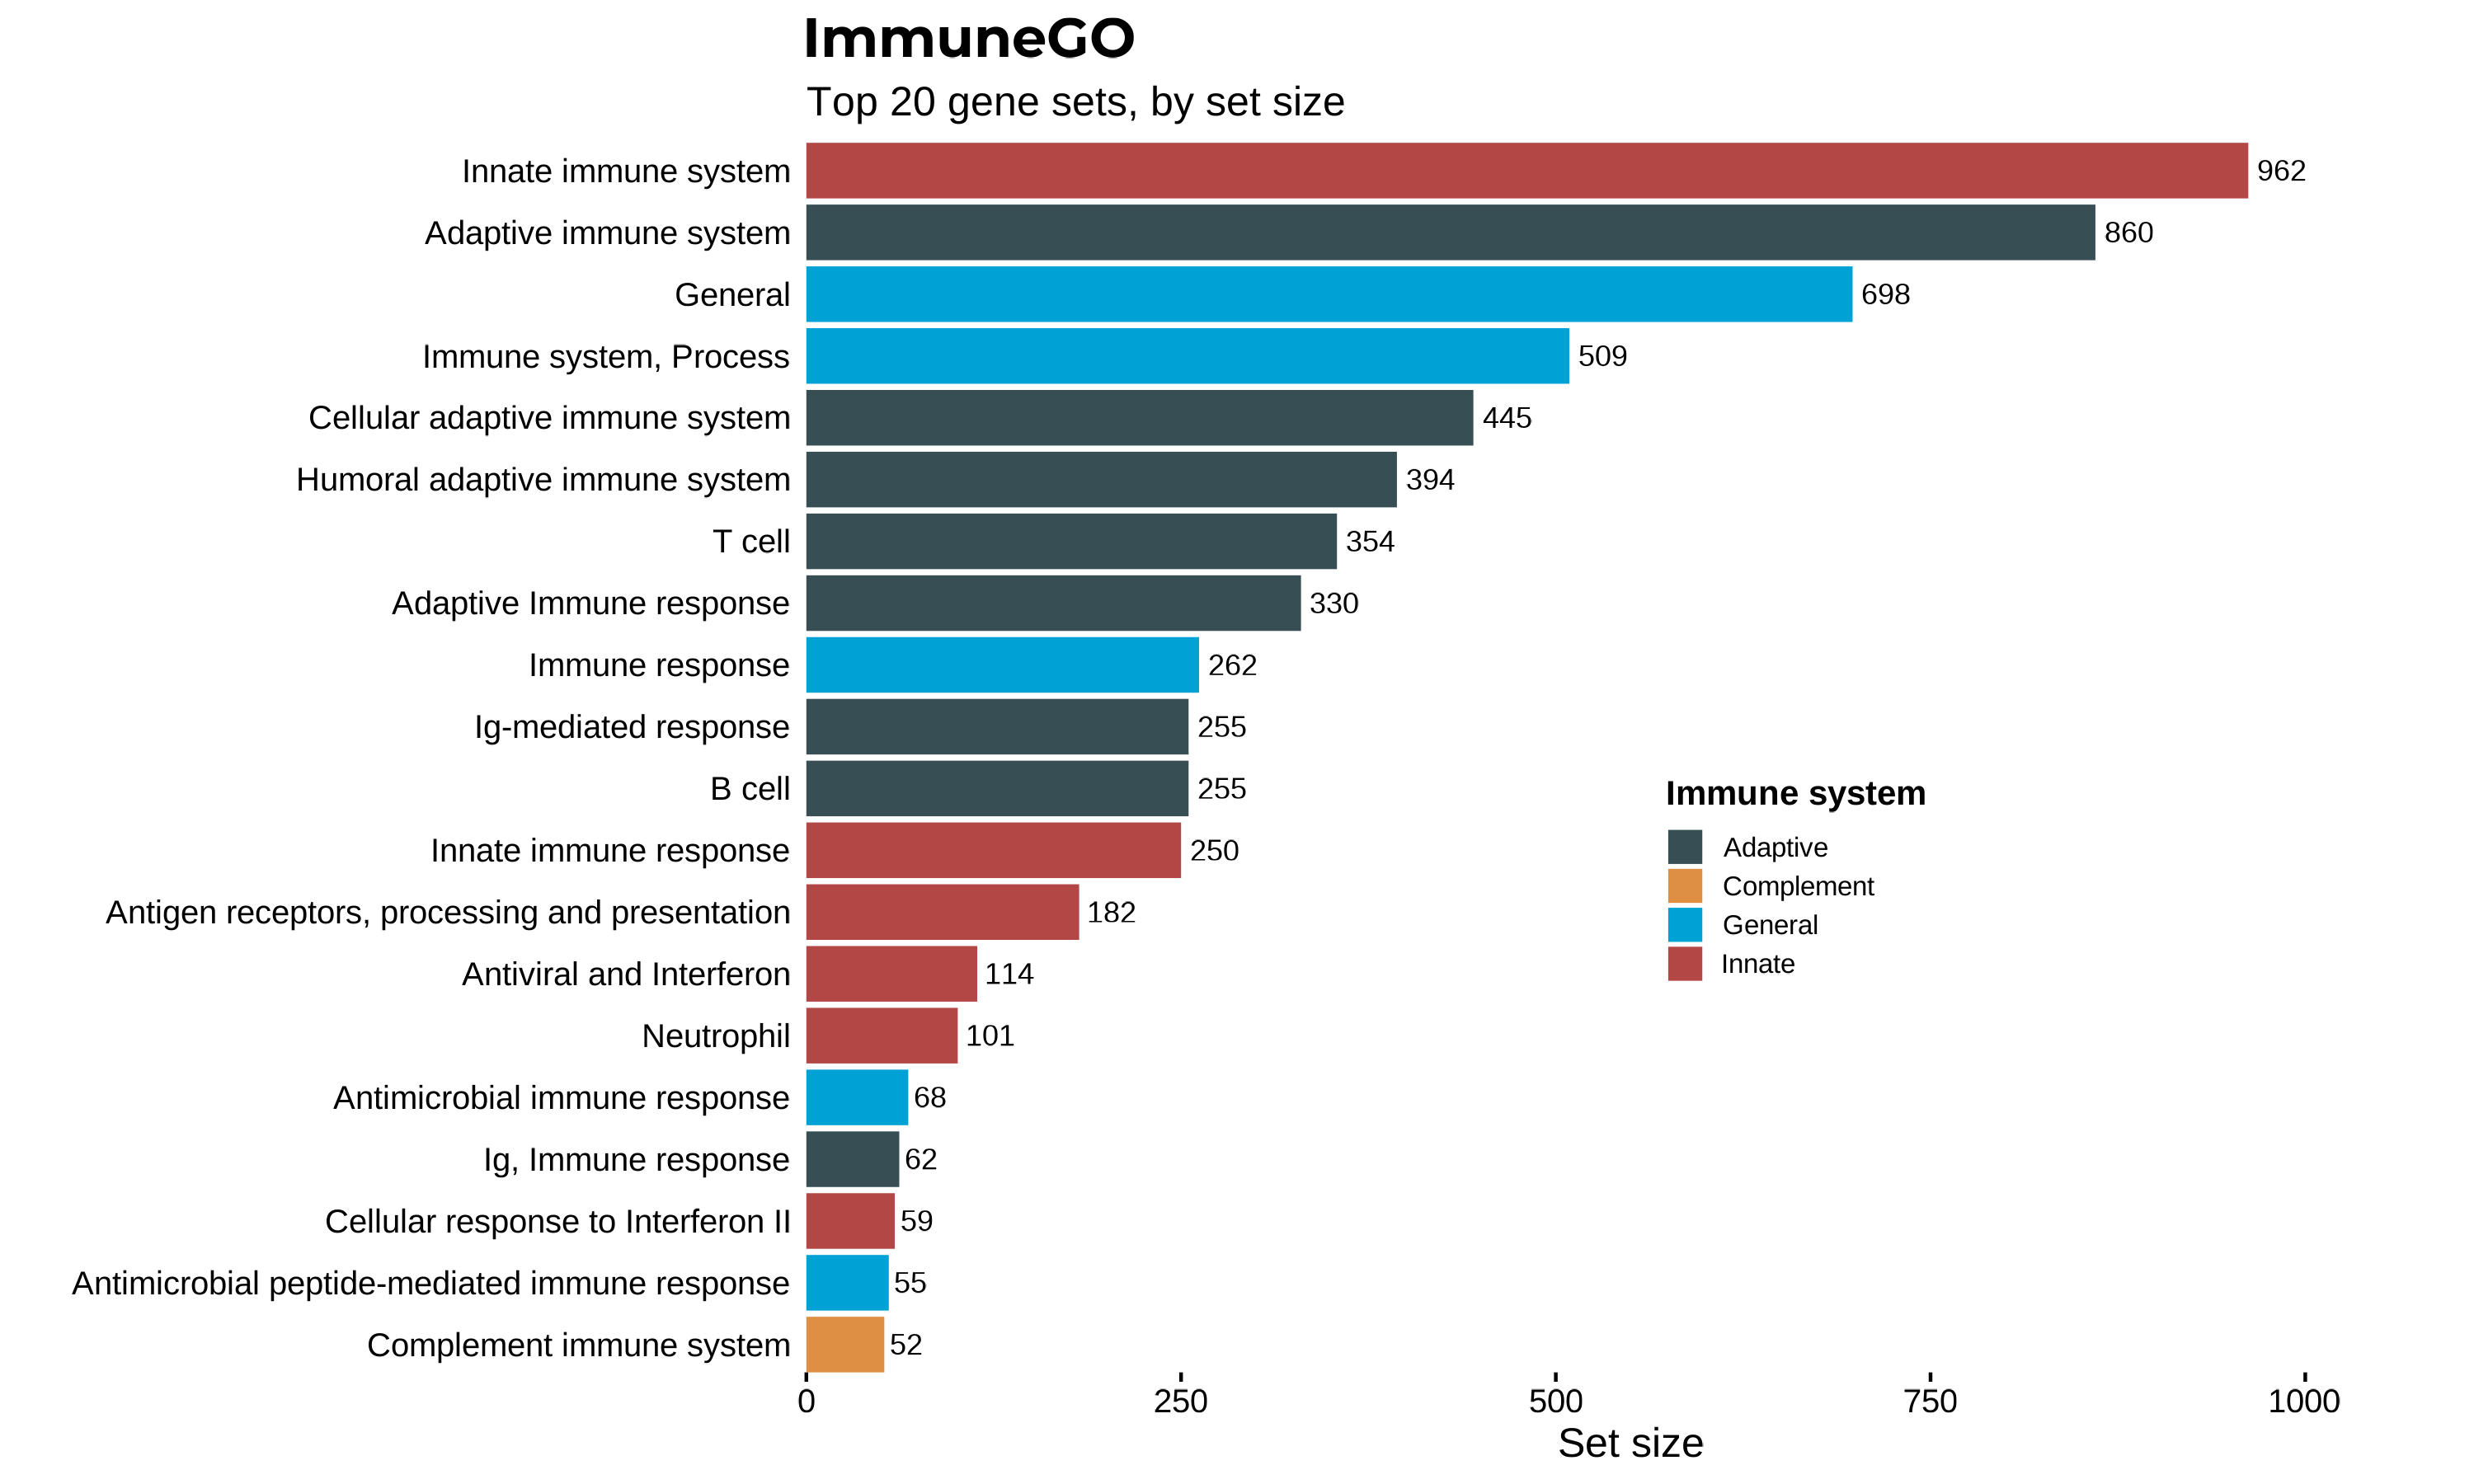 ImmuneGO
Top 20 gene sets, by set size
Innate immune system 962
Adaptive immune system 860
General 698
Immune system, Process 509
Cellular adaptive immune system 445
Humoral adaptive immune system 394
T cell 354
Adaptive Immune response 330
Immune response 262
Ig-mediated response 255
B cell 255
Innate immune response 250
Antigen receptors, processing and presentation 182
Antiviral and Interferon 114
Neutrophil 101
Antimicrobial immune response 68
Ig, Immune response 62
Cellular response to Interferon II 59
Antimicrobial peptide-mediated immune response 55
Complement immune system 52
Immune system
Adaptive
Complement
General
Innate
0 250 500 750 1000
Set size